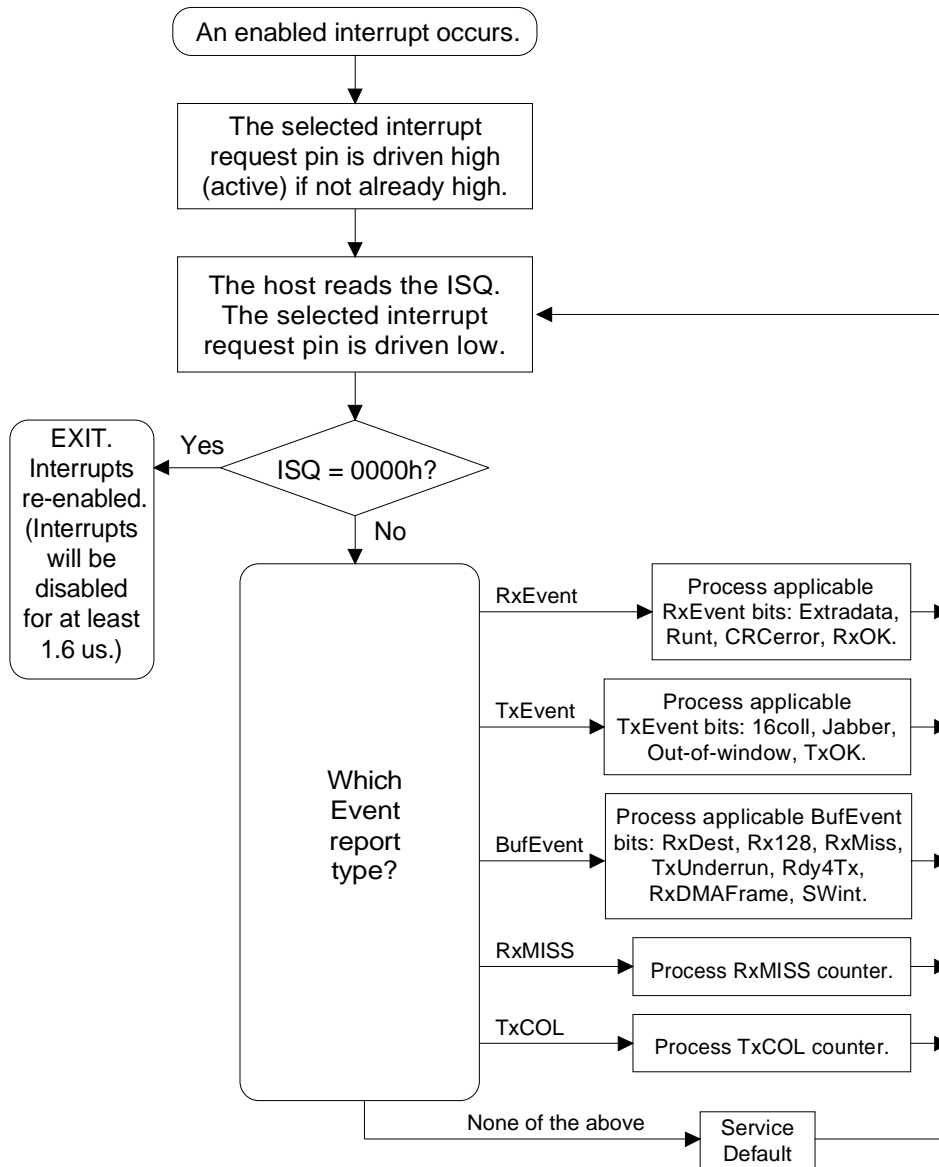 An enabled interrupt occurs.
The selected interrupt
request pin is driven high
(active) if not already high.
The host reads the ISQ.
The selected interrupt
request pin is driven low.
EXIT.
Interrupts
re-enabled.
(Interrupts
will be
disabled
for at least
1.6 us.)
Yes
ISQ = 0000h?
No
Which
Event
report
type?
RxEvent
Process applicable
RxEvent bits: Extradata,
Runt, CRCerror, RxOK.
TxEvent
Process applicable
TxEvent bits: 16coll, Jabber,
Out-of-window, TxOK.
BufEvent
Process applicable BufEvent
bits: RxDest, Rx128, RxMiss,
TxUnderrun, Rdy4Tx,
RxDMAFrame, SWint.
RxMISS
Process RxMISS counter.
TxCOL
Process TxCOL counter.
None of the above
Service
Default